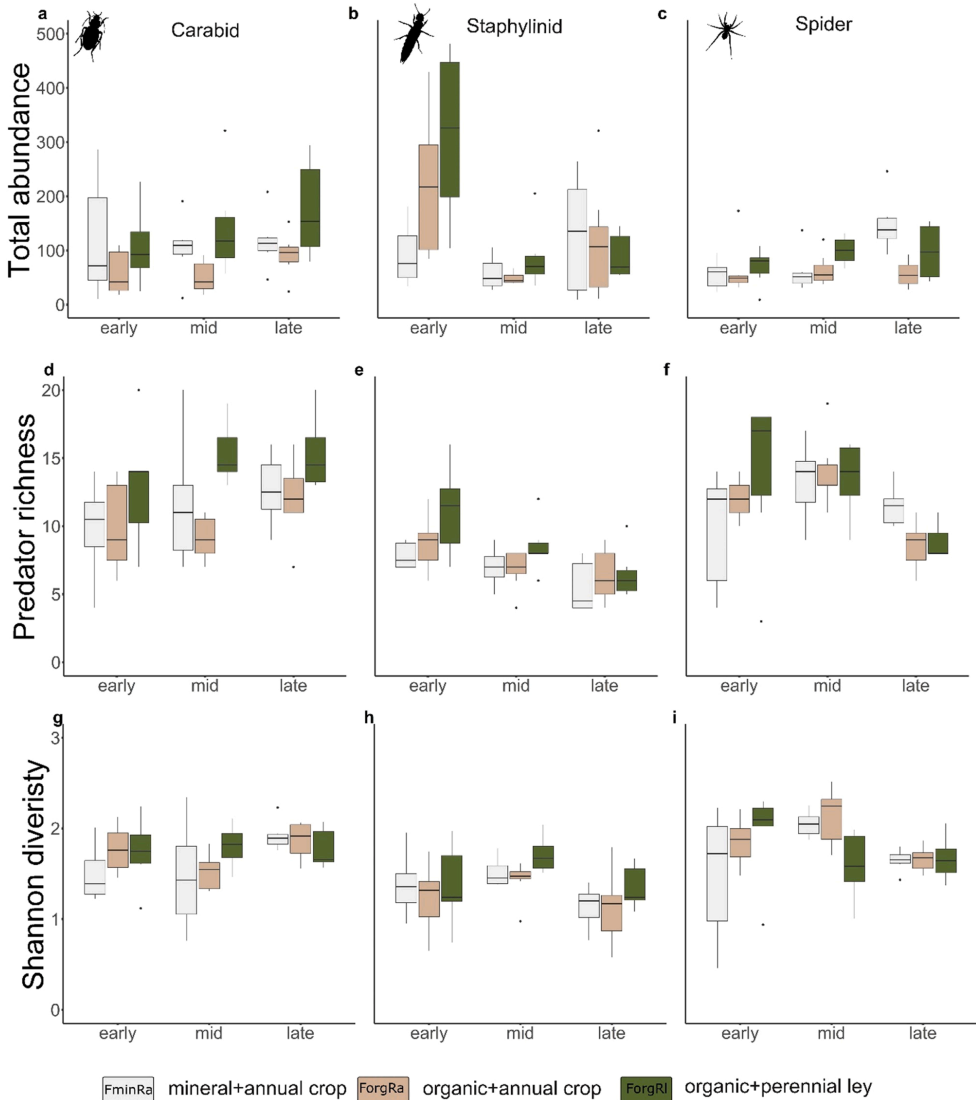 a Carabid b Staphylinid c Spider
Total abundance
500
400
300
200
100
0
early mid late early mid late early mid late
d e f
Predator richness
20
15
10
5
0
early mid late early mid late early mid late
g h i
Shannon diveristy
3
2
1
0
early mid late early mid late early mid late
FminRa mineral+annual crop ForgRa organic+annual crop ForgRl organic+perennial ley